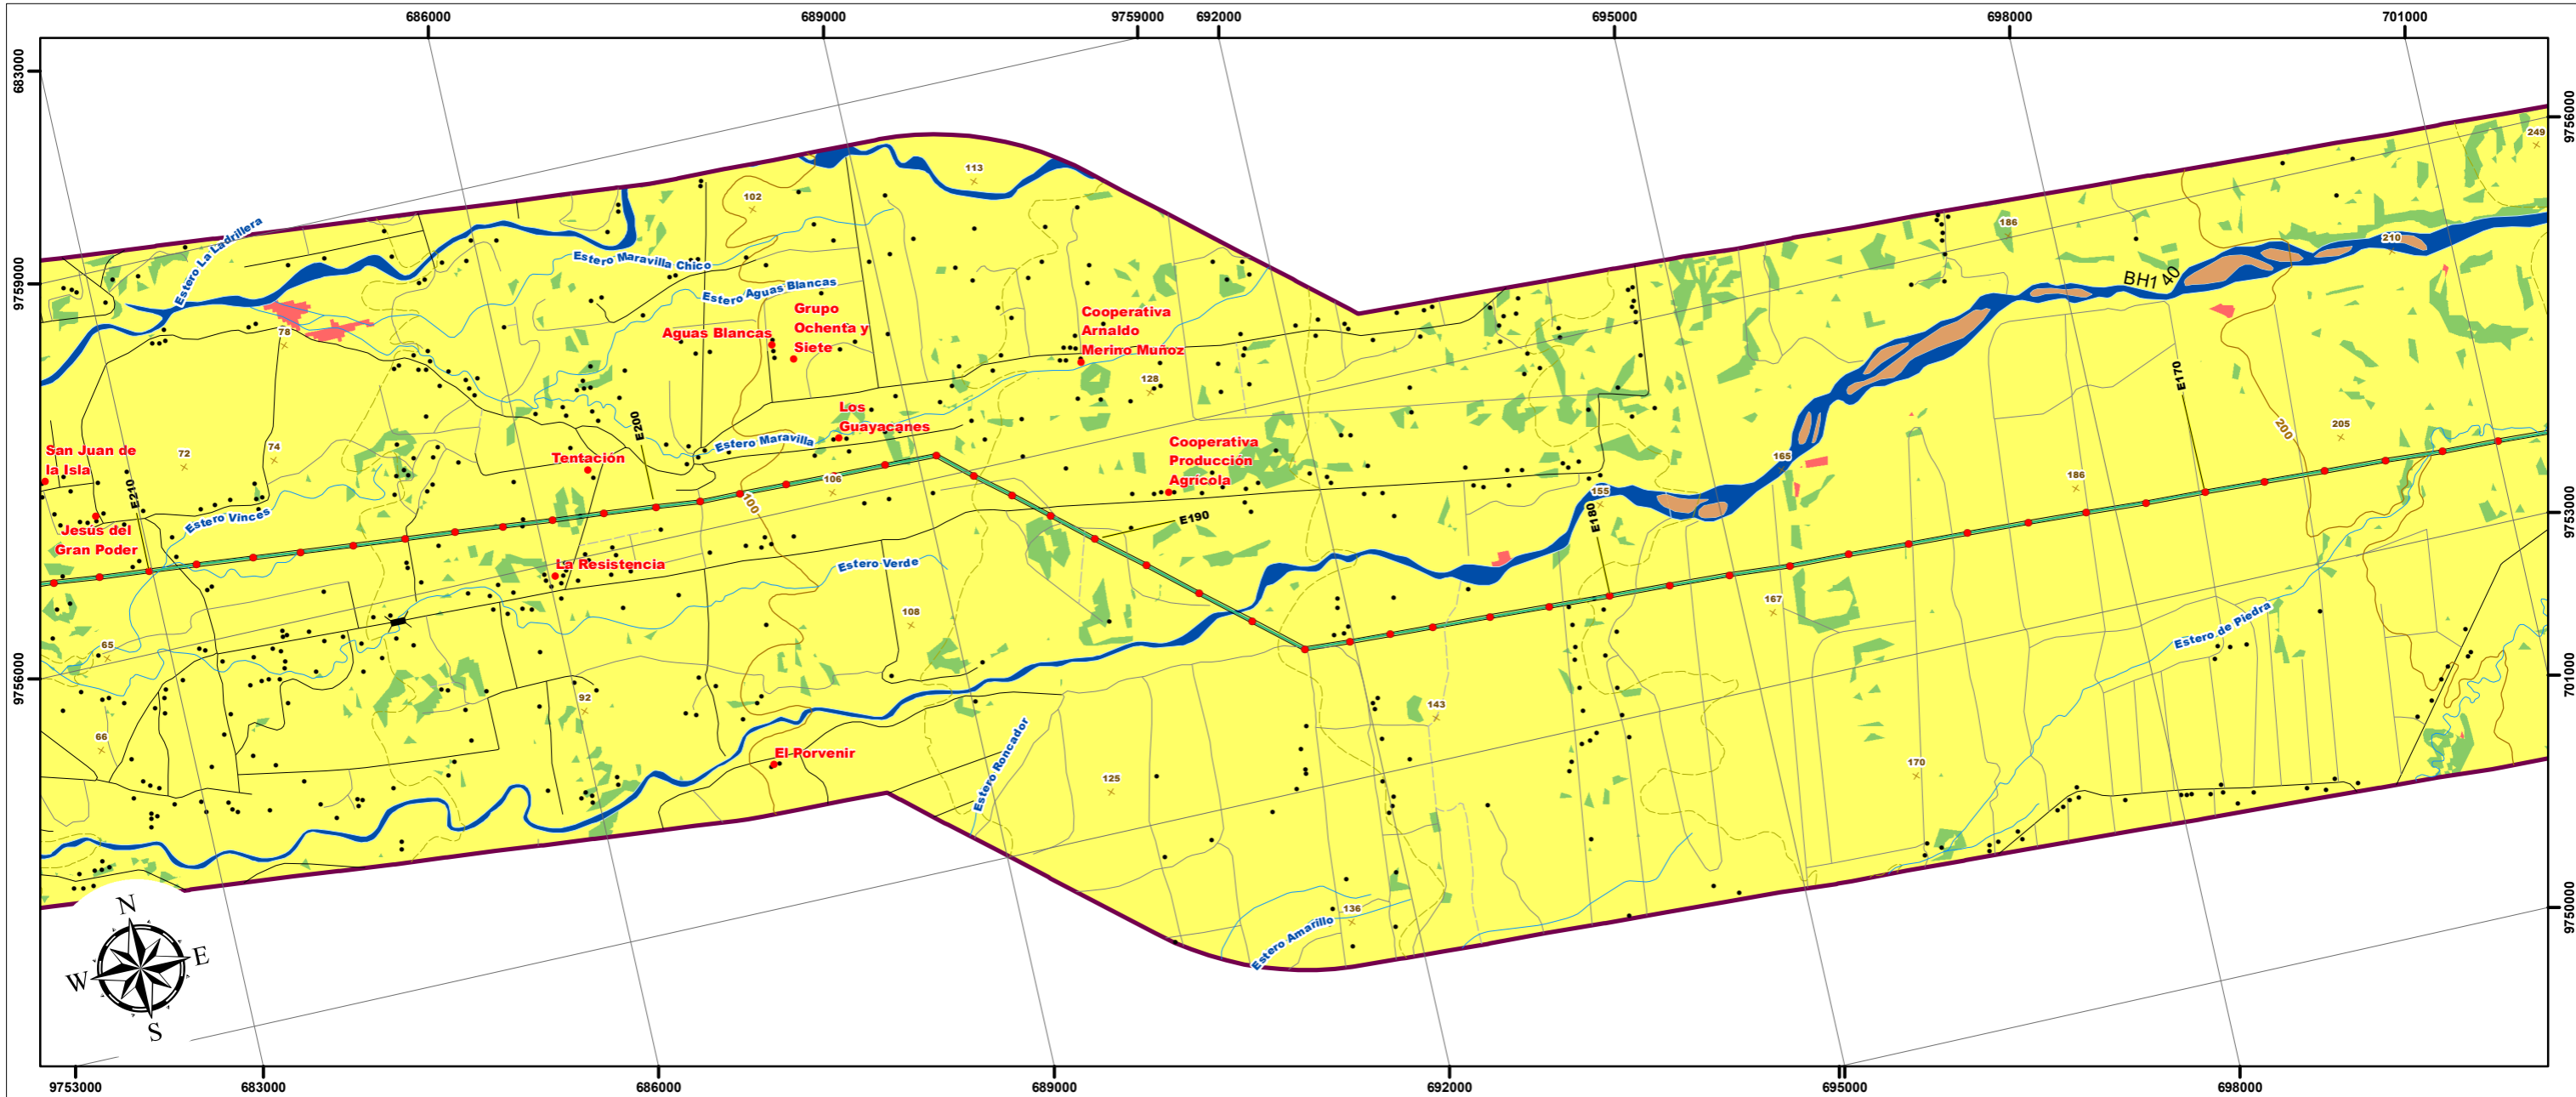 686000
689000
9759000
692000
695000
698000
701000
683000
9759000
9756000
9756000
9753000
701000
9750000
9753000
683000
686000
689000
692000
695000
698000
249
113
102
186
210
Estero La Ladrillera
Estero Maravilla Chico
Estero Aguas Blancas
BH1 40
78
Grupo
Ochenta y
Siete
Aguas Blancas
Cooperativa
Arnaldo
Merino Muñoz
128
E170
Los
Guayacanes
E200
Estero Maravilla
200
205
San Juan de
la Isla
72
74
Tentación
Cooperativa
Producción
Agrícola
165
106
186
E210
100
155
Estero Vinces
Jesús del
Gran Poder
E190
E180
La Resistencia
Estero Verde
108
167
Estero de Piedra
65
92
143
66
El Porvenir
Estero Roncador
125
170
136
Estero Amarillo
N
E
W
S